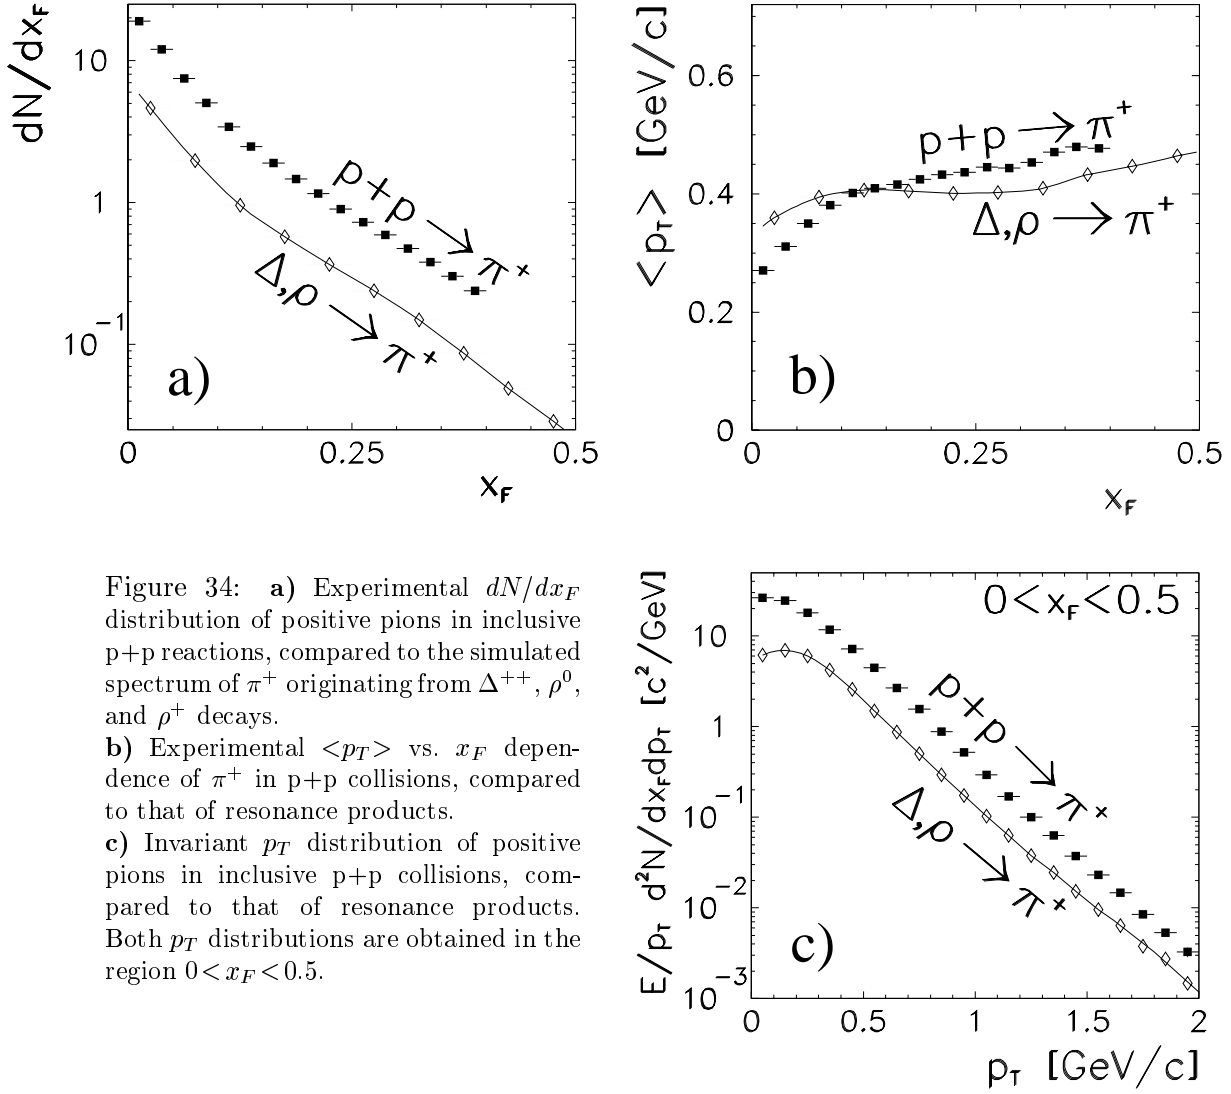 dN/dx_F
10
1
10^-1
p+p → π^+
Δ,ρ → π^+
a)
0
0.25
0.5
x_F
<p_T> [GeV/c]
0.6
0.4
0.2
0
p+p → π^+
Δ,ρ → π^+
b)
0
0.25
0.5
x_F
Figure 34: a) Experimental dN/dx_F
distribution of positive pions in inclusive
p+p reactions, compared to the simulated
spectrum of π^+ originating from Δ^++, ρ^0,
and ρ^+ decays.
b) Experimental <p_T> vs. x_F depen-
dence of π^+ in p+p collisions, compared
to that of resonance products.
c) Invariant p_T distribution of positive
pions in inclusive p+p collisions, com-
pared to that of resonance products.
Both p_T distributions are obtained in the
region 0<x_F<0.5.
E/p_T d^2N/dx_Fdp_T [c^2/GeV]
0<x_F<0.5
10
1
10^-1
10^-2
10^-3
p+p → π^+
Δ,ρ → π^+
c)
0
0.5
1
1.5
2
p_T [GeV/c]